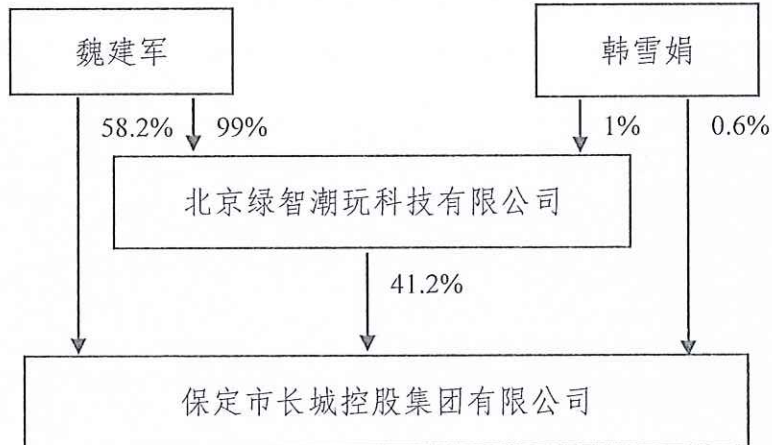 魏建军
韩雪娟
58.2%
99%
1%
0.6%
北京绿智潮玩科技有限公司
41.2%
保定市长城控股集团有限公司